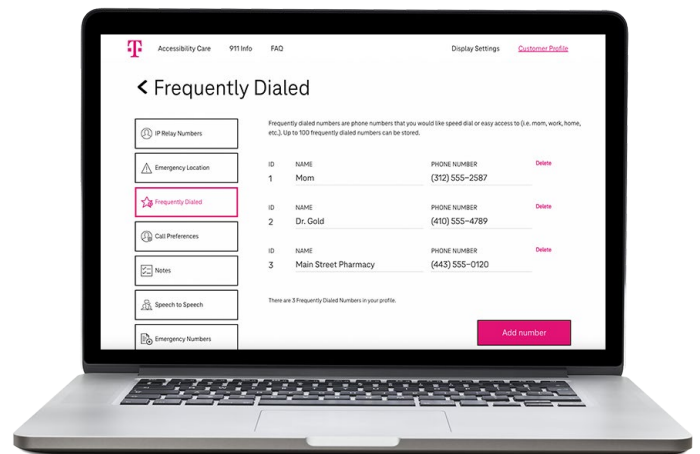 T Accessibility Care 911 Info FAQ Display Settings Customer Profile
< Frequently Dialed
IP Relay Numbers
Emergency Location
Frequently Dialed
Call Preferences
Notes
Speech to Speech
Emergency Numbers
Frequently dialed numbers are phone numbers that you would like speed dial or easy access to (i.e. mom, work, home,
etc.). Up to 100 frequently dialed numbers can be stored.
ID NAME PHONE NUMBER Delete
1 Mom (312) 555-2587
ID NAME PHONE NUMBER Delete
2 Dr. Gold (410) 555-4789
ID NAME PHONE NUMBER Delete
3 Main Street Pharmacy (443) 555-0120
There are 3 Frequently Dialed Numbers in your profile.
Add number